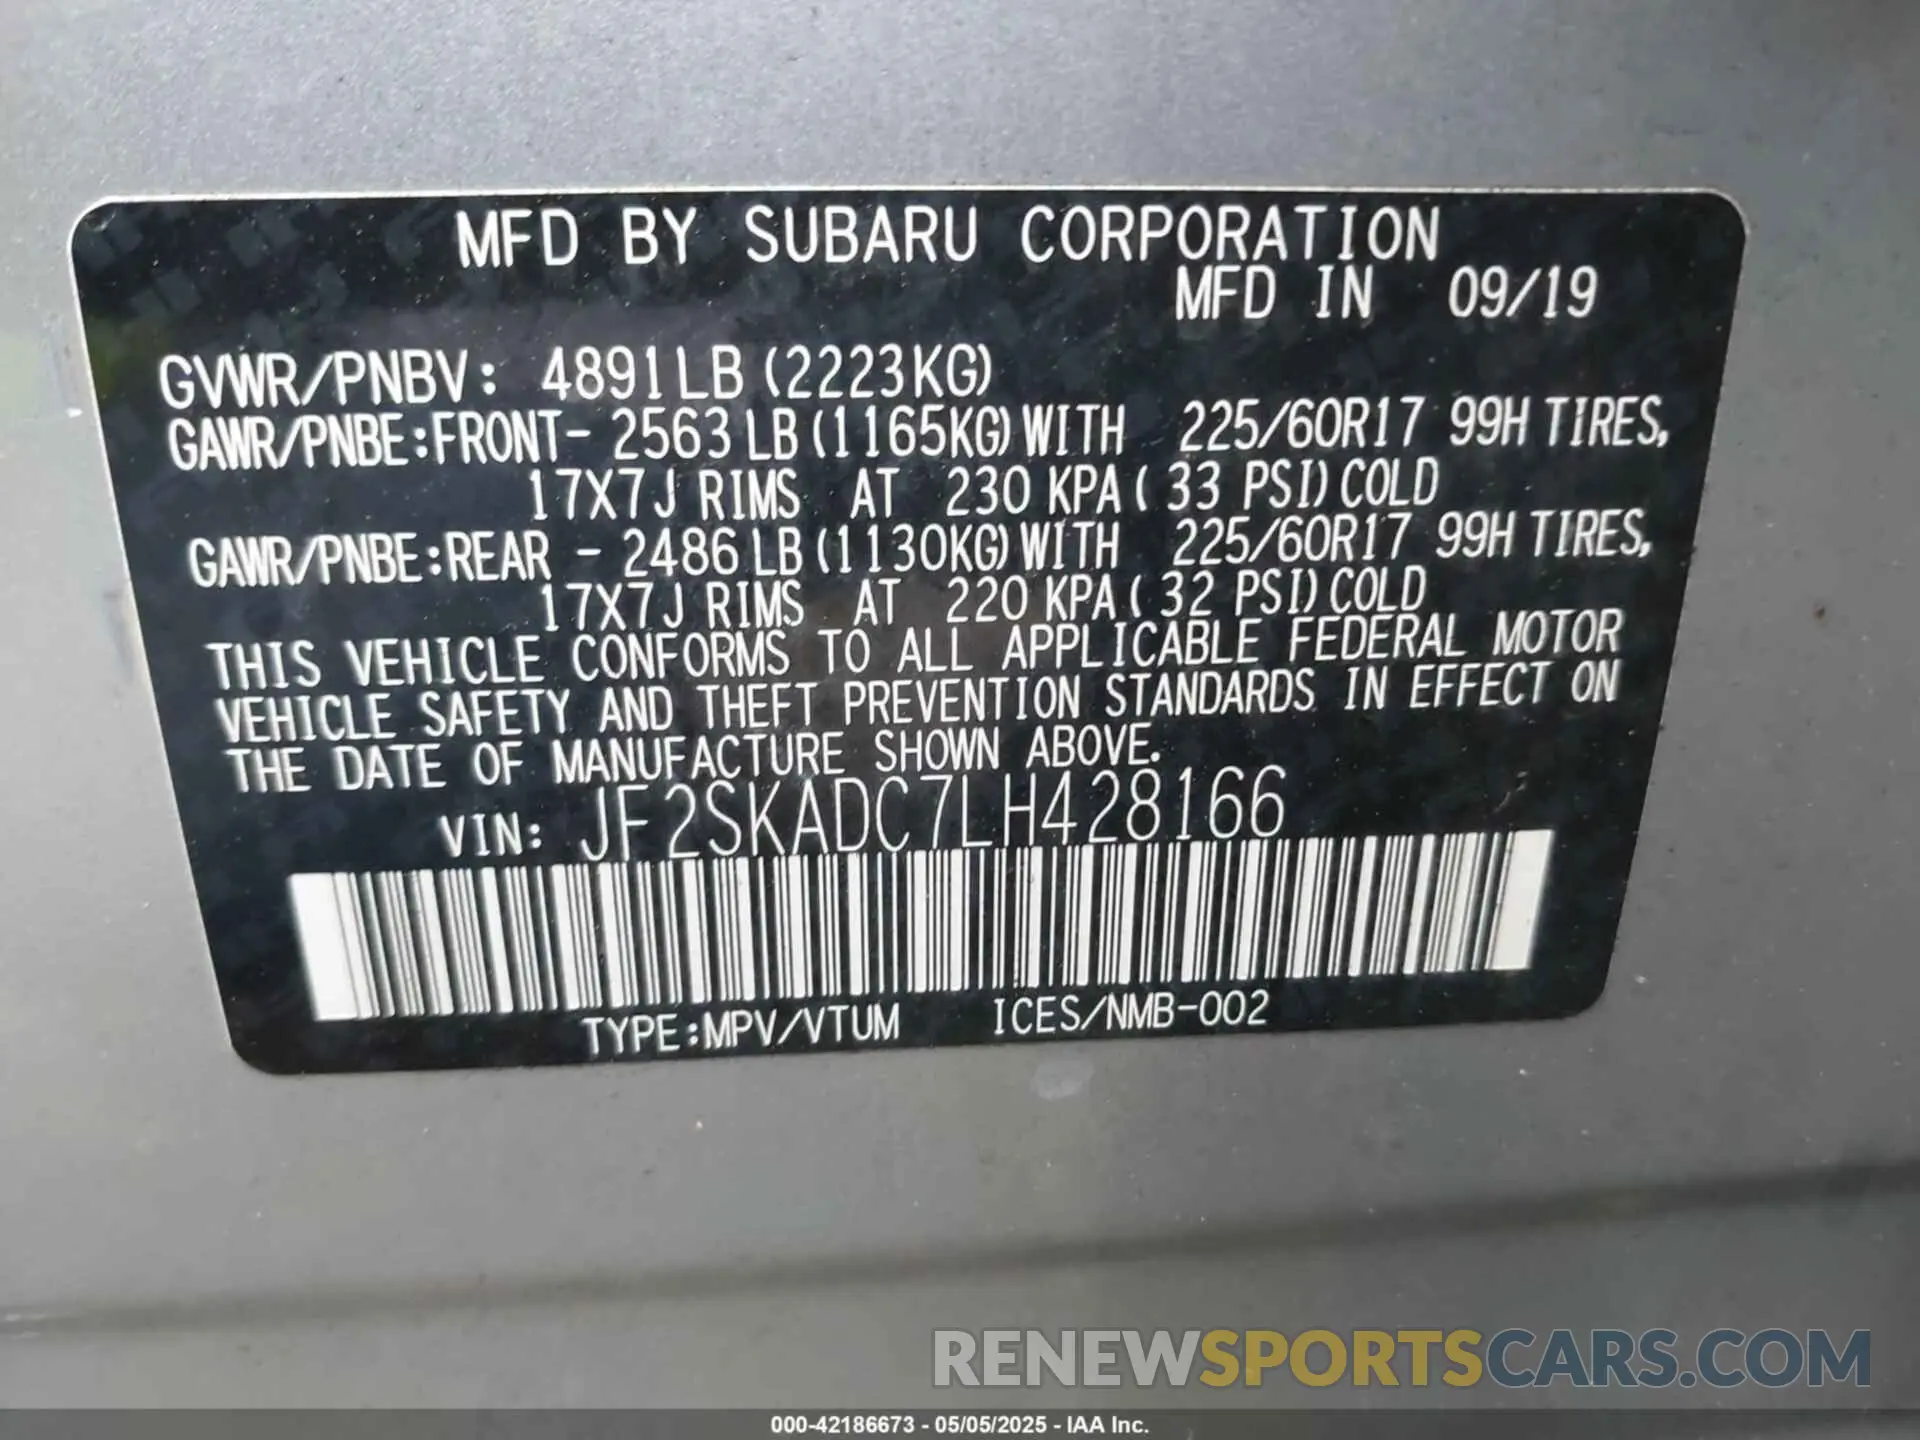 MFD BY SUBARU CORPORATION
MFD IN 09/19
GVWR/PNBV: 4891LB (2223KG)
GAWR/PNBE:FRONT- 2563 LB (1165KG) WITH 225/60R17 99H TIRES,
17X7J RIMS AT 230 KPA ( 33 PSI) COLD
GAWR/PNBE:REAR - 2486 LB (1130KG) WITH 225/60R17 99H TIRES,
17X7J RIMS AT 220 KPA ( 32 PSI) COLD
THIS VEHICLE CONFORMS TO ALL APPLICABLE FEDERAL MOTOR
VEHICLE SAFETY AND THEFT PREVENTION STANDARDS IN EFFECT ON
THE DATE OF MANUFACTURE SHOWN ABOVE.
VIN: JF2SKADC7LH428166
TYPE:MPV/VTUM ICES/NMB-002
RENEWSPORTSCARS.COM
000-42186673 - 05/05/2025 - IAA Inc.